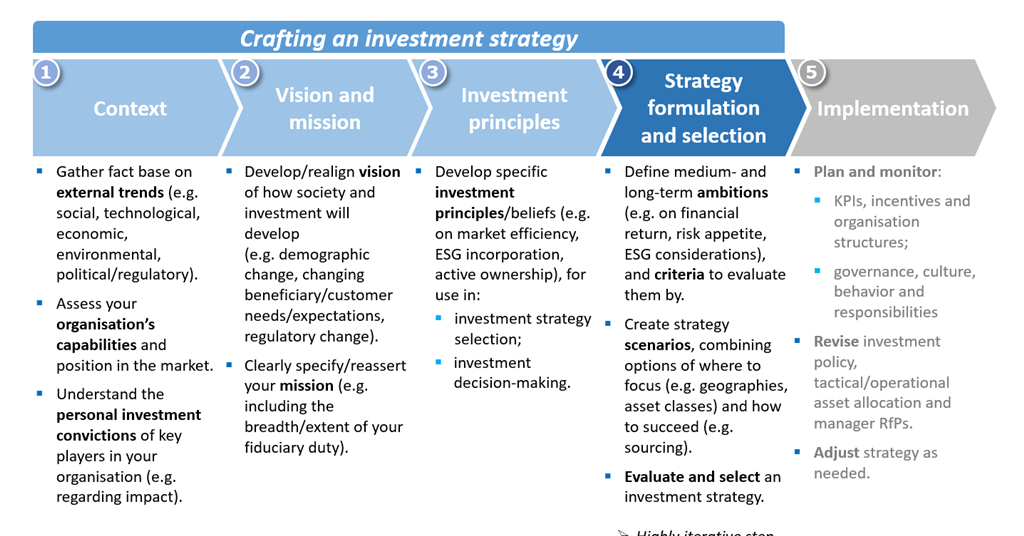 Crafting an investment strategy
1
Context
Gather fact base on
external trends (e.g.
social, technological,
economic,
environmental,
political/regulatory).
Assess your
organisation's
capabilities and
position in the market.
Understand the
personal investment
convictions of key
players in your
organisation (e.g.
regarding impact).
2
Vision and
mission
Develop/realign vision
of how society and
investment will
develop
(e.g. demographic
change, changing
beneficiary/customer
needs/expectations,
regulatory change).
Clearly specify/reassert
your mission (e.g.
including the
breadth/extent of your
fiduciary duty).
3
Investment
principles
Develop specific
investment
principles/beliefs (e.g.
on market efficiency,
ESG incorporation,
active ownership), for
use in:
investment strategy
selection;
investment
decision-making.
4
Strategy
formulation
and selection
Define medium- and
long-term ambitions
(e.g. on financial
return, risk appetite,
ESG considerations),
and criteria to evaluate
them by.
Create strategy
scenarios, combining
options of where to
focus (e.g. geographies,
asset classes) and how
to succeed (e.g.
sourcing).
Evaluate and select an
investment strategy.
Highly iterative step
5
Implementation
Plan and monitor:
KPIs, incentives and
organisation
structures;
governance, culture,
behavior and
responsibilities
Revise investment
policy,
tactical/operational
asset allocation and
manager RfPs.
Adjust strategy as
needed.